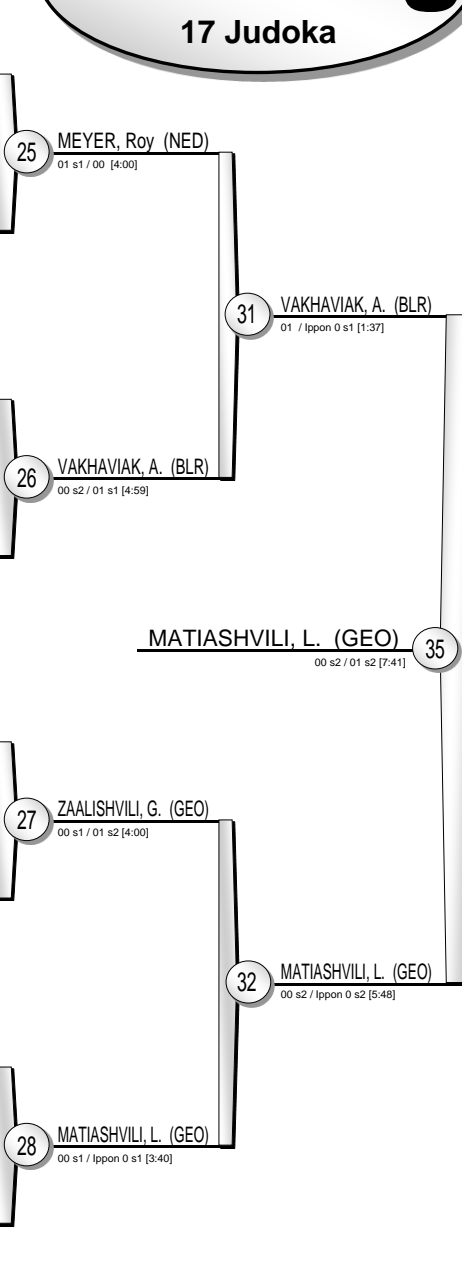 17 Judoka
25
MEYER, Roy (NED)
01 s1 / 00 [4:00]
31
VAKHAVIAK, A. (BLR)
01 / Ippon 0 s1 [1:37]
26
VAKHAVIAK, A. (BLR)
00 s2 / 01 s1 [4:59]
MATIASHVILI, L. (GEO)
00 s2 / 01 s2 [7:41]
35
27
ZAALISHVILI, G. (GEO)
00 s1 / 01 s2 [4:00]
32
MATIASHVILI, L. (GEO)
00 s2 / Ippon 0 s2 [5:48]
28
MATIASHVILI, L. (GEO)
00 s1 / Ippon 0 s1 [3:40]